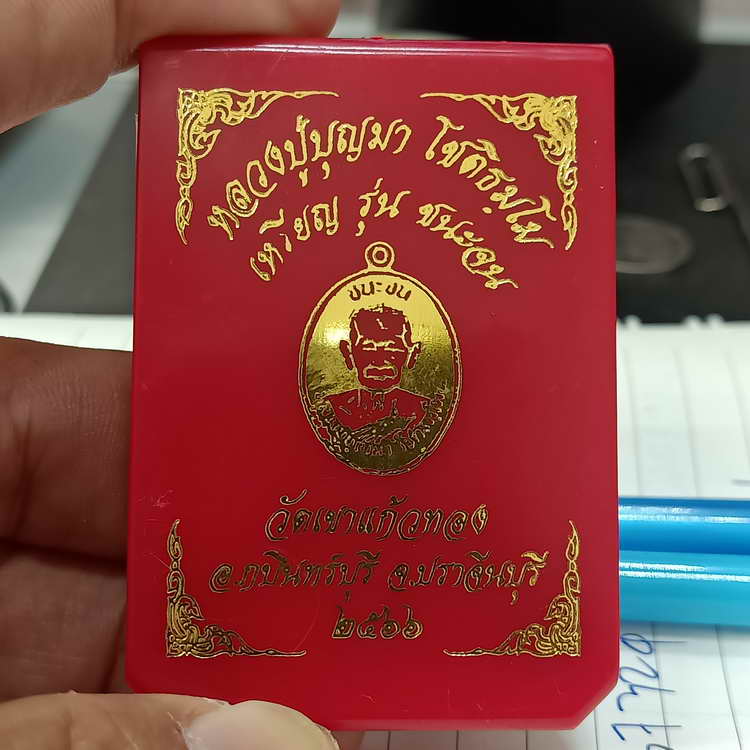 หลวงปู่บุญมา โชติธมฺโม
เหรียญ รุ่น ชนะจน
ชนะจน
วัดเขาแก้วทอง
อ.กบินทร์บุรี จ.ปราจีนบุรี
๒๕๖๖